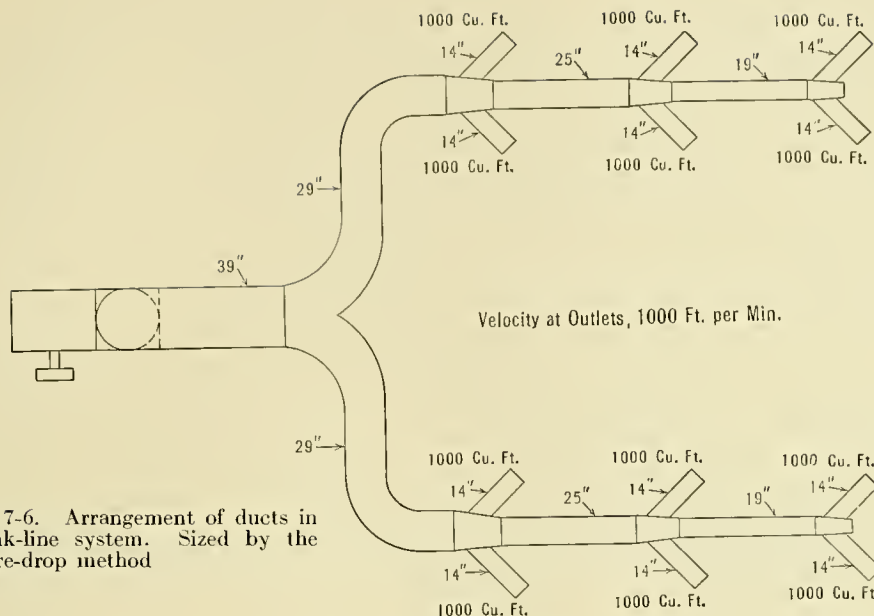 1000 Cu. Ft. 1000 Cu. Ft. 1000 Cu. Ft.
14" 25" 14" 19" 14"
14" 14" 14"
1000 Cu. Ft. 1000 Cu. Ft. 1000 Cu. Ft.
29"
39"
Velocity at Outlets, 1000 Ft. per Min.
29"
1000 Cu. Ft. 1000 Cu. Ft. 1000 Cu. Ft.
14" 25" 14" 19" 14"
7-6. Arrangement of ducts in
nk-line system. Sized by the
re-drop method
14" 14" 14"
1000 Cu. Ft. 1000 Cu. Ft. 1000 Cu. F